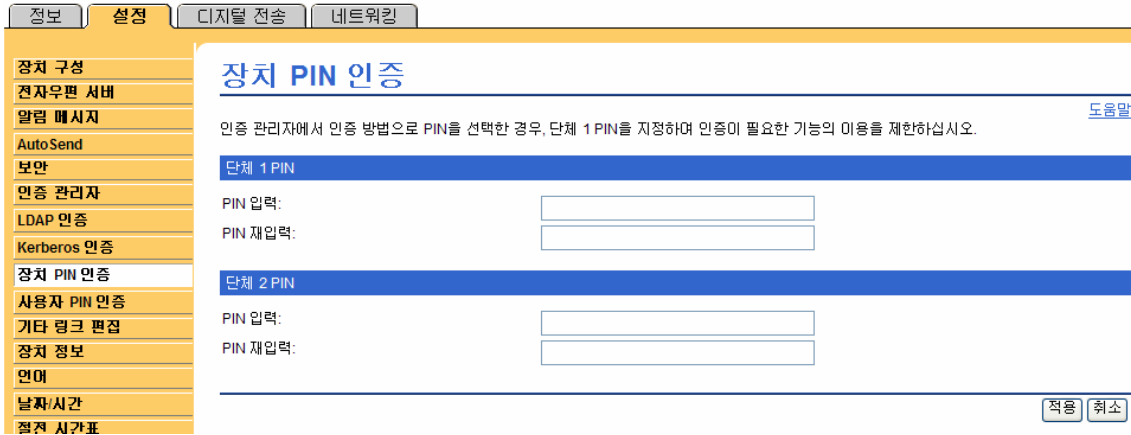 정보
설정
디지털 전송
네트워킹
장치 구성
전자우편 서버
알림 메시지
AutoSend
보안
인증 관리자
LDAP 인증
Kerberos 인증
장치 PIN 인증
사용자 PIN 인증
기타 링크 편집
장치 정보
언어
날짜/시간
절전 시간표
장치 PIN 인증
도움말
인증 관리자에서 인증 방법으로 PIN을 선택한 경우, 단체 1 PIN을 지정하여 인증이 필요한 기능의 이용을 제한하십시오.
단체 1 PIN
PIN 입력:
PIN 재입력:
단체 2 PIN
PIN 입력:
PIN 재입력:
적용 취소